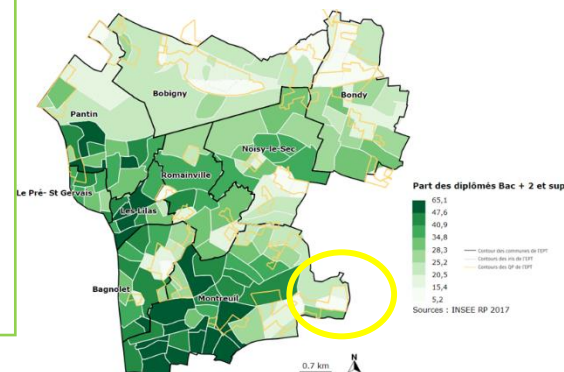 Bobigny
Bondy
Pantin
Noisy-le-Sec
Romainville
Le Pré- St Gervais
Les Lilas
Bagnolet
Montreuil
Part des diplômés Bac + 2 et sup
65,1
47,6
40,9
34,8
28,3
25,2
20,5
15,4
5,2
Contour des communes de l'EPT
Contours des iris de l'EPT
Contours des QP de l'EPT
Sources : INSEE RP 2017
0.7 km
N